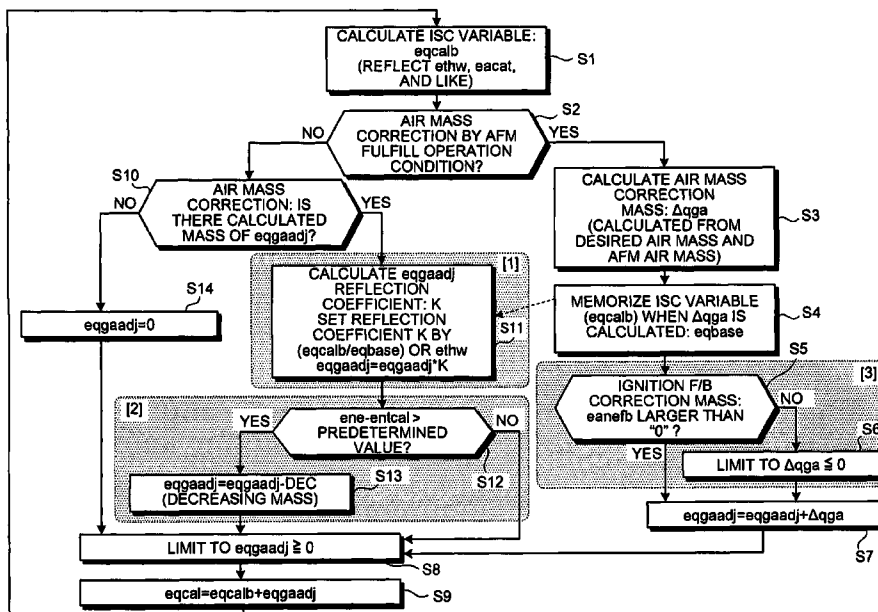 CALCULATE ISC VARIABLE:
eqcalb
(REFLECT ethw, eacat,
AND LIKE)
S1
S2
AIR MASS
CORRECTION BY AFM
FULFILL OPERATION
CONDITION?
NO
YES
S10
AIR MASS
CORRECTION: IS
THERE CALCULATED
MASS OF eqgaadj?
NO
YES
CALCULATE AIR MASS
CORRECTION
MASS: Δqga
(CALCULATED FROM
DESIRED AIR MASS AND
AFM AIR MASS)
S3
[1]
CALCULATE eqgaadj
REFLECTION
COEFFICIENT: K
SET REFLECTION
COEFFICIENT K BY
(eqcalb/eqbase) OR ethw
eqgaadj=eqgaadj*K
S11
S14
eqgaadj=0
MEMORIZE ISC VARIABLE
(eqcalb) WHEN Δqga IS
CALCULATED: eqbase
S4
S5
[3]
IGNITION F/B
CORRECTION MASS:
eanefb LARGER THAN
"0" ?
NO
YES
S6
LIMIT TO Δqga ≦ 0
[2]
YES
ene-entcal >
PREDETERMINED
VALUE?
NO
S12
eqgaadj=eqgaadj-DEC
(DECREASING MASS)
S13
eqgaadj=eqgaadj+Δqga
S7
LIMIT TO eqgaadj ≧ 0
S8
eqcal=eqcalb+eqgaadj
S9